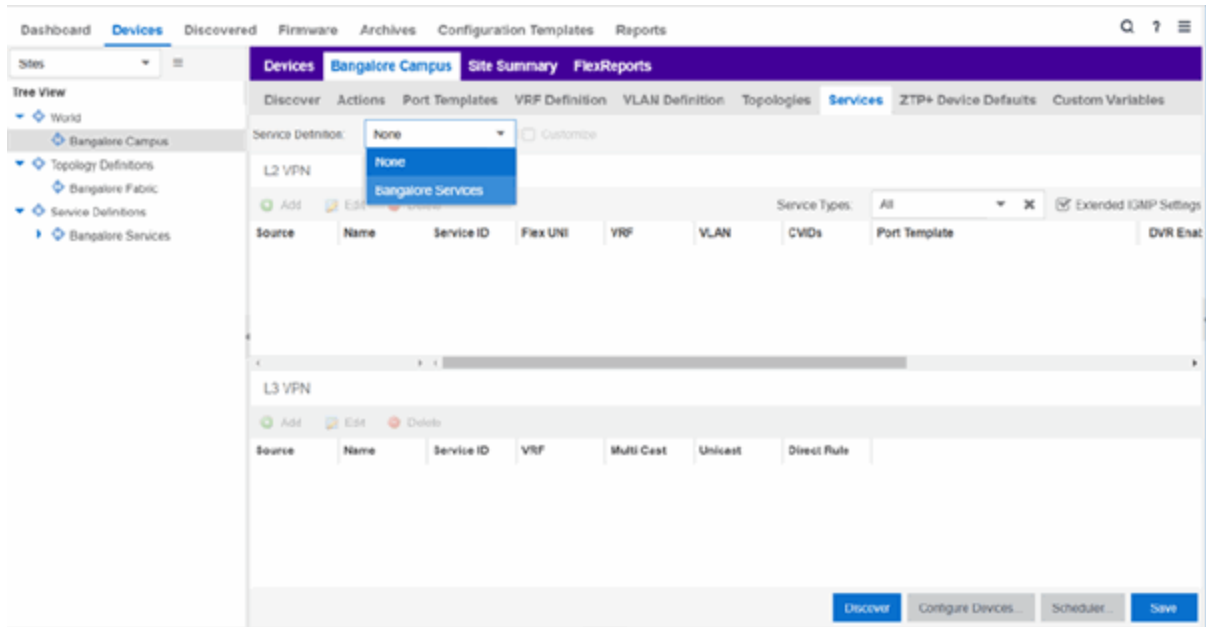 Dashboard Devices Discovered Firmware Archives Configuration Templates Reports ?
Sites
Tree View
World
Bangalore Campus
Topology Definitions
Bangalore Fabric
Service Definitions
Bangalore Services
Devices Bangalore Campus Site Summary FlexReports
Discover Actions Port Templates VRF Definition VLAN Definition Topologies Services ZTP+ Device Defaults Custom Variables
Service Definition: None Customize
None
Bangalore Services
L2 VPN
Add Edit Delete Service Types: All Extended IGMP Settings
Source Name Service ID Flex UNI VRF VLAN CVIDs Port Template DVR Enab
L3 VPN
Add Edit Delete
Source Name Service ID VRF Multi Cast Unicast Direct Rule
Discover Configure Devices... Scheduler... Save